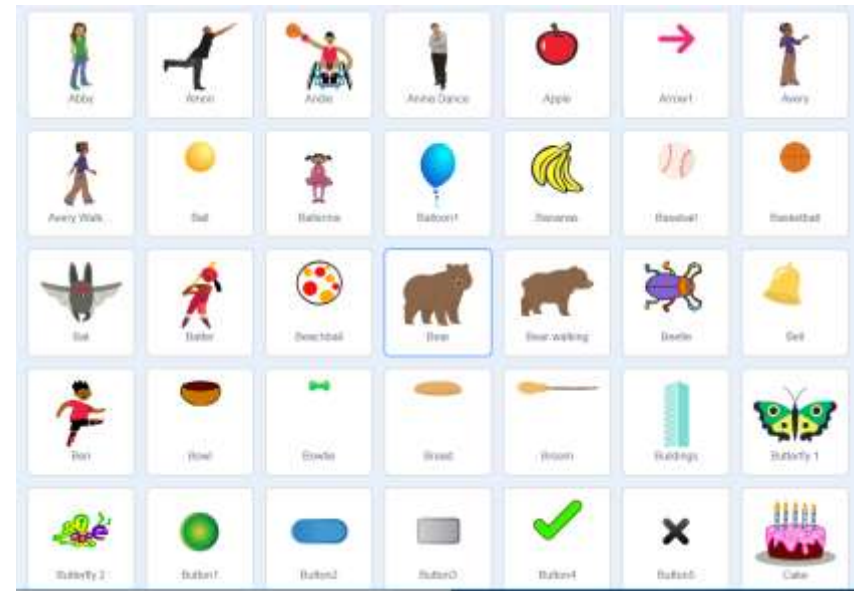 Abby
Amon
Andie
Anina Dance
Apple
Arrow1
Avery
Avery Walk..
Ball
Ballerina
Balloon1
Bananas
Baseball
Basketball
Bat
Batter
Beachball
Bear
Bear-walking
Beetle
Bell
Ben
Bowl
Bowtie
Bread
Broom
Buildings
Butterfly 1
Butterfly 2
Button1
Button2
Button3
Button4
Button5
Cake